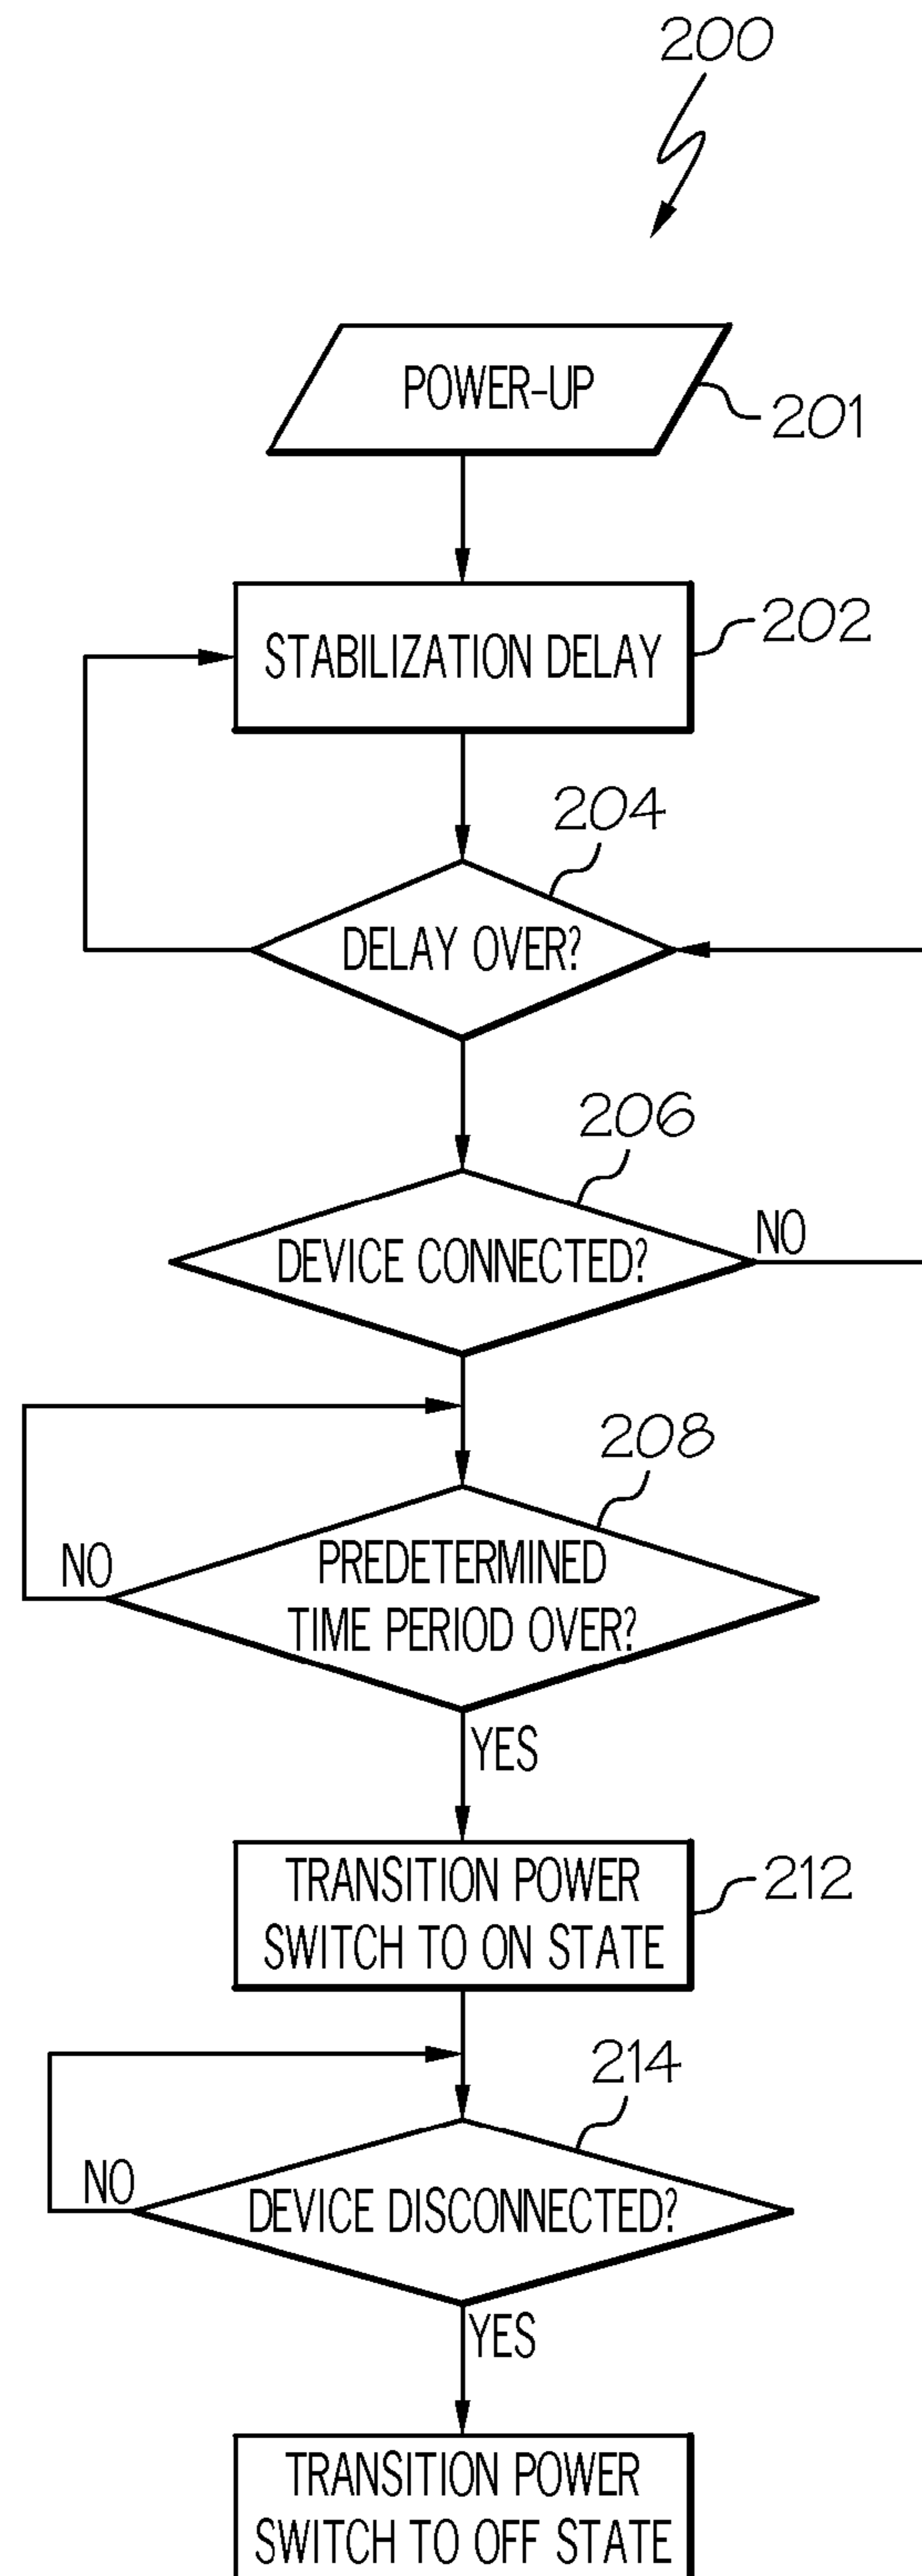 200
POWER-UP
201
STABILIZATION DELAY
202
204
DELAY OVER?
206
DEVICE CONNECTED?
NO
208
PREDETERMINED
TIME PERIOD OVER?
NO
YES
TRANSITION POWER
SWITCH TO ON STATE
212
214
DEVICE DISCONNECTED?
NO
YES
TRANSITION POWER
SWITCH TO OFF STATE